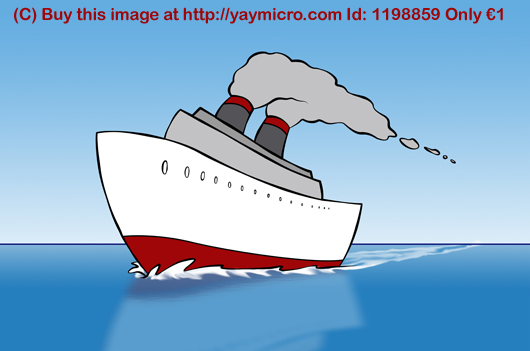 (C) Buy this image at http://yaymicro.com Id: 1198859 Only €1